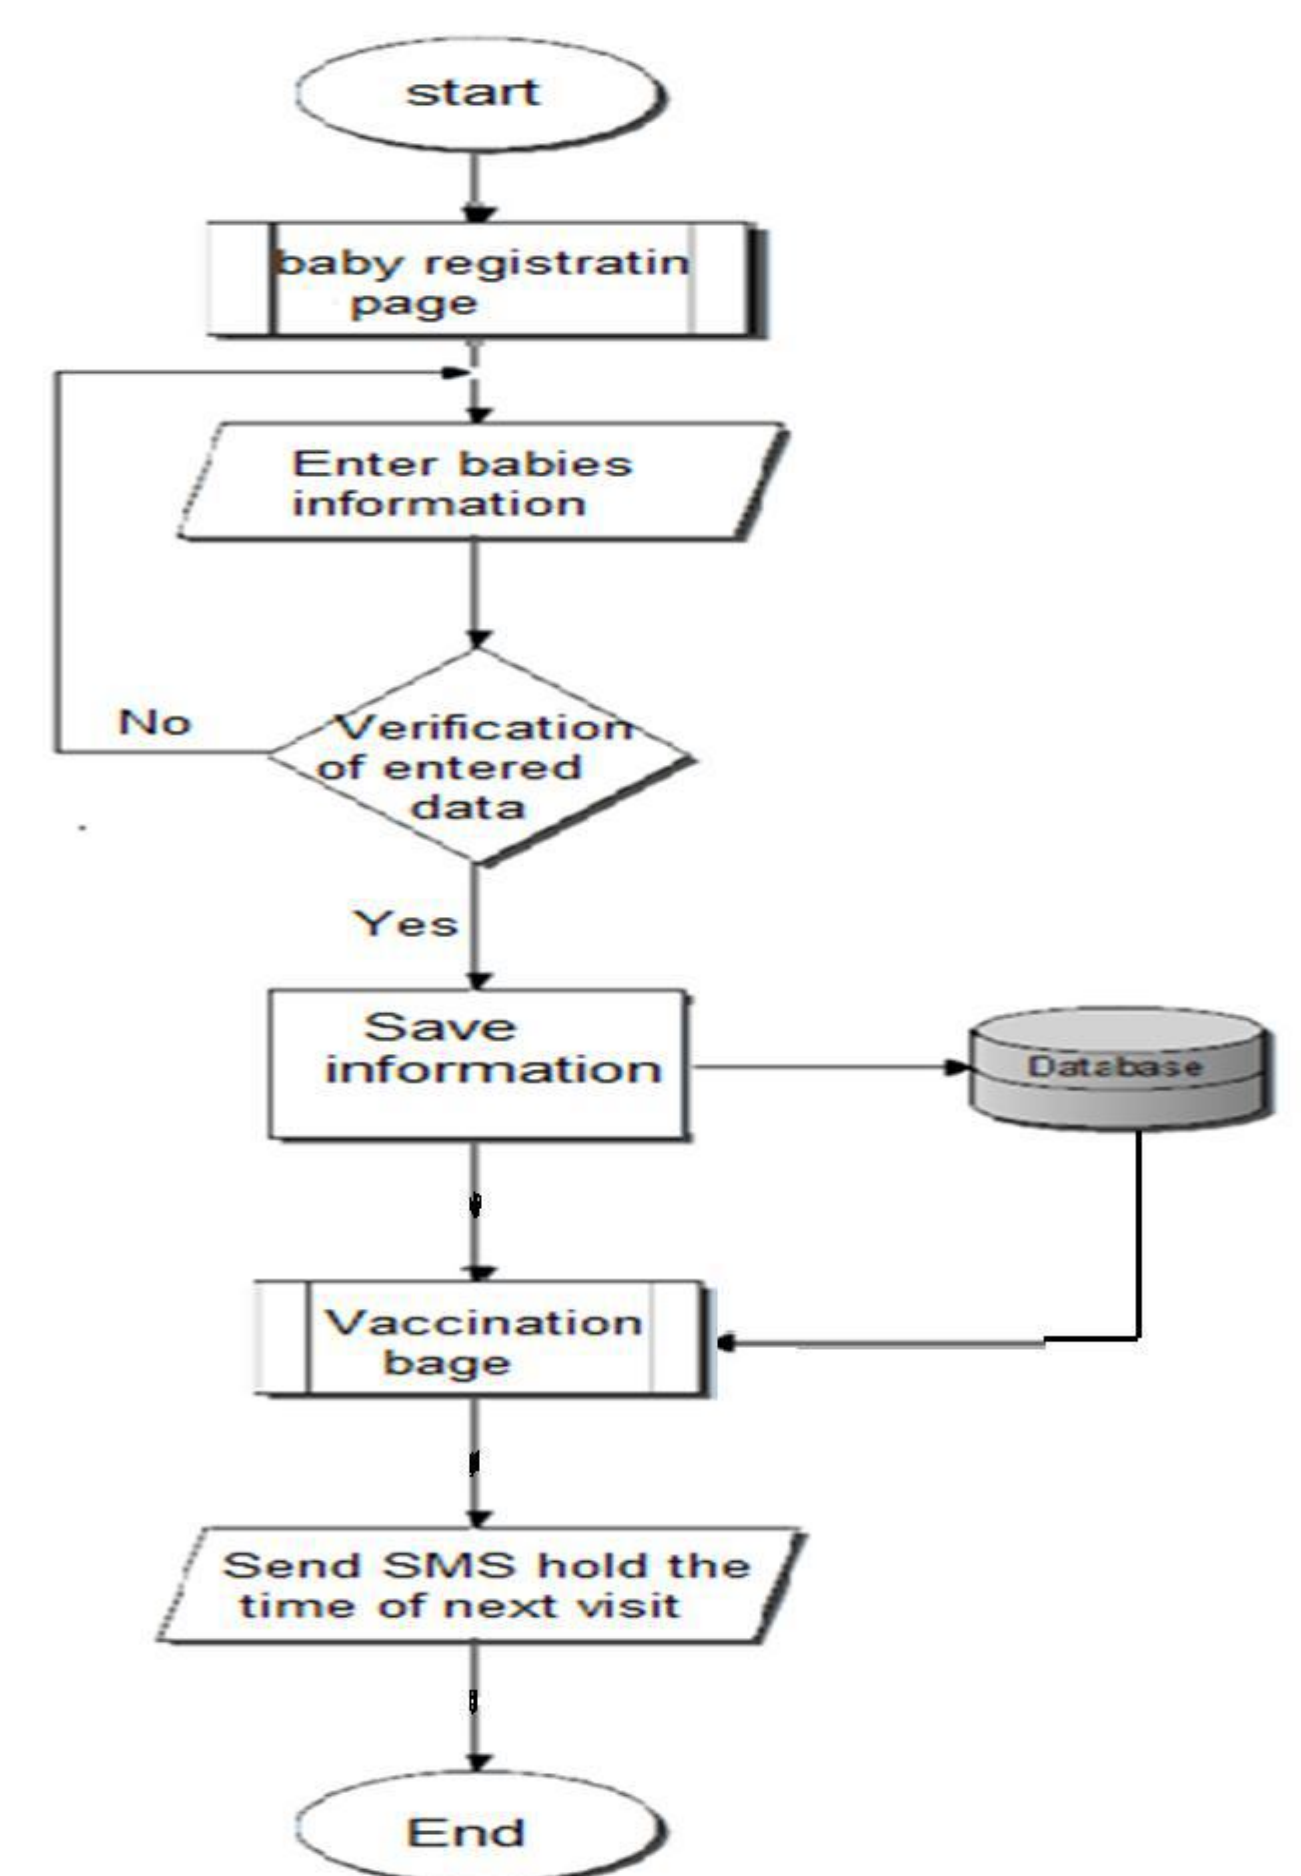 start
baby registratin
page
Enter babies
information
No
Verification
of entered
data
Yes
Save
information
Database
Vaccination
bage
Send SMS hold the
time of next visit
End